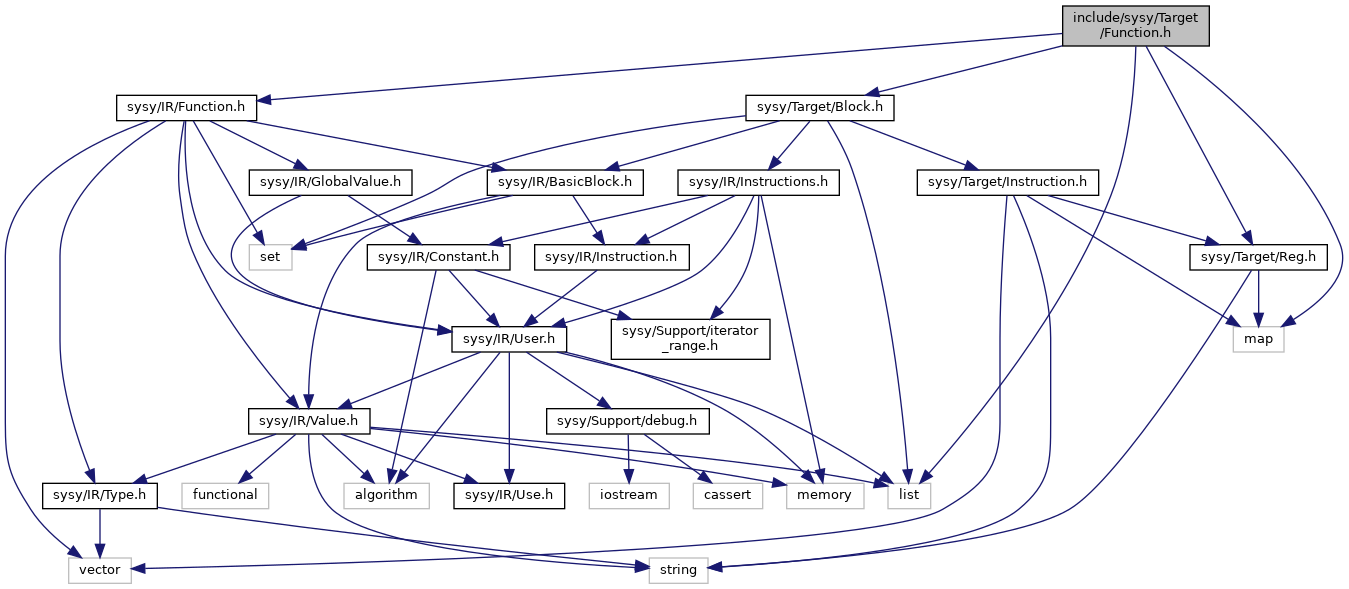 include/sysy/Target
/Function.h
sysy/IR/Function.h
sysy/Target/Block.h
sysy/IR/GlobalValue.h
sysy/IR/BasicBlock.h
sysy/IR/Instructions.h
sysy/Target/Instruction.h
set
sysy/IR/Constant.h
sysy/IR/Instruction.h
sysy/Target/Reg.h
sysy/IR/User.h
sysy/Support/iterator
_range.h
map
sysy/IR/Value.h
sysy/Support/debug.h
sysy/IR/Type.h
functional
algorithm
sysy/IR/Use.h
iostream
cassert
memory
list
vector
string